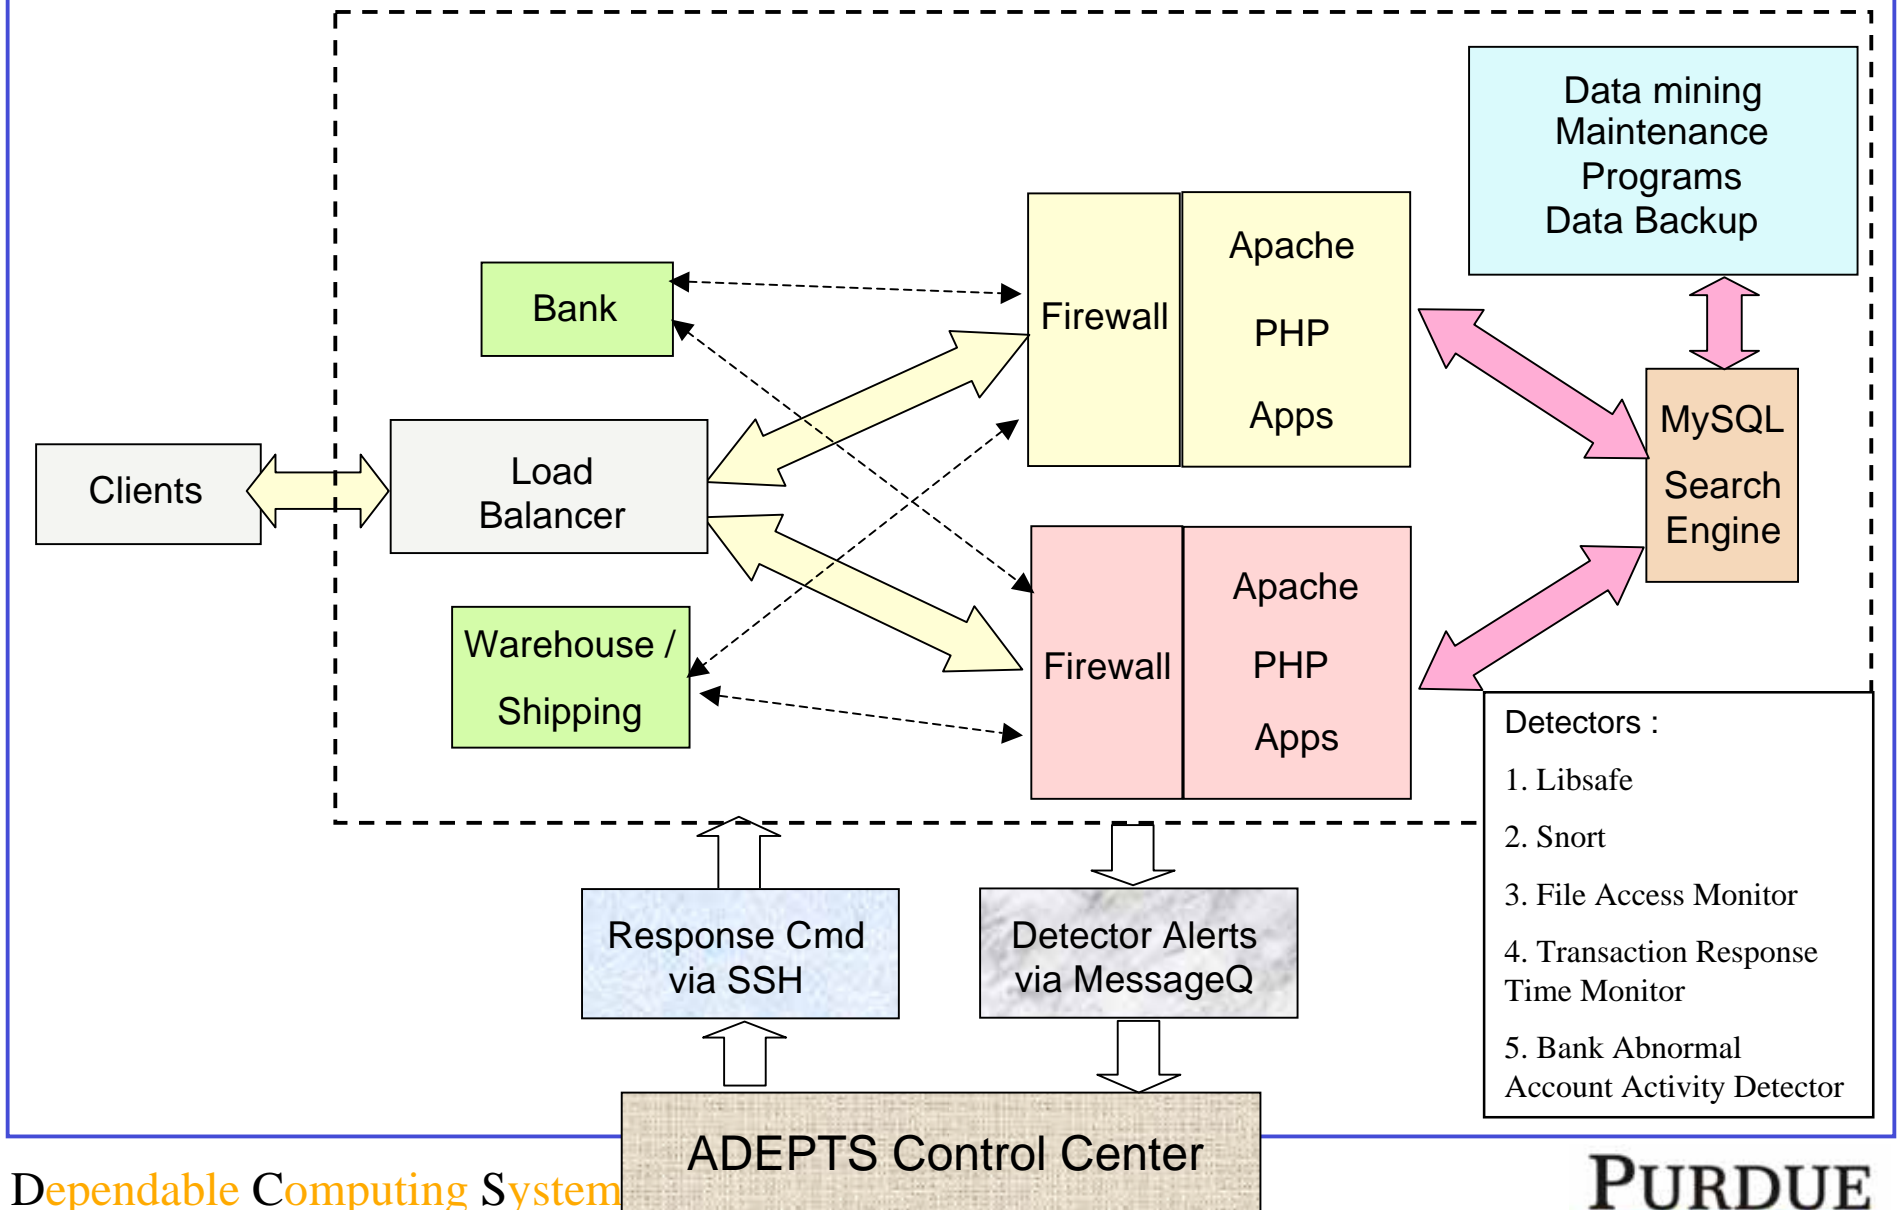 Data mining
Maintenance
Programs
Data Backup
Apache
Firewall
PHP
Apps
Bank
MySQL
Search
Engine
Clients
Load
Balancer
Apache
Firewall
PHP
Apps
Warehouse /
Shipping
Detectors :
1. Libsafe
2. Snort
3. File Access Monitor
4. Transaction Response
Time Monitor
5. Bank Abnormal
Account Activity Detector
Response Cmd
via SSH
Detector Alerts
via MessageQ
ADEPTS Control Center
Dependable Computing System
PURDUE